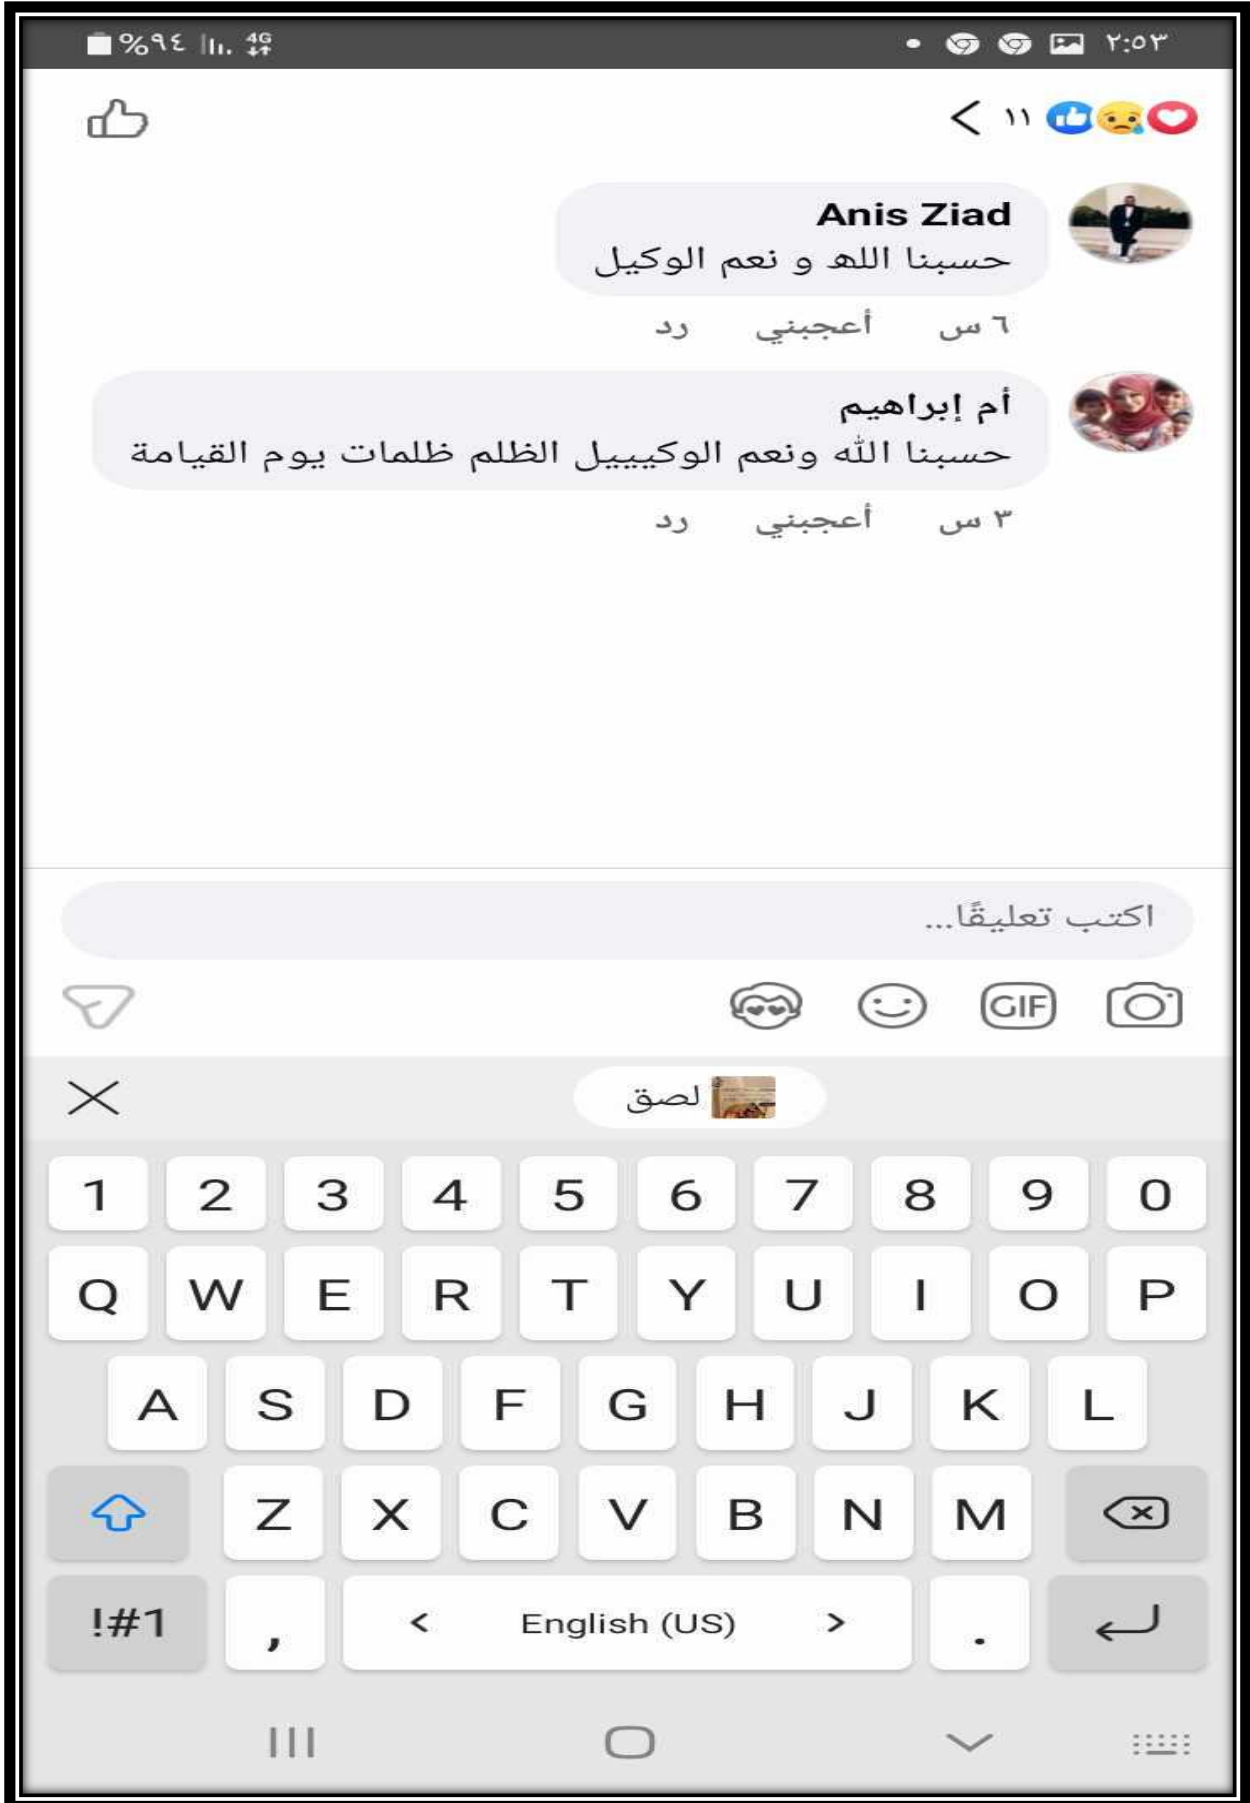 ٢:٥٣
4G
%٩٤
١١
Anis Ziad
حسبنا اللھ و نعم الوكيل
٦ س أعجبني رد
أم إبراهيم
حسبنا الله ونعم الوكيييل الظلم ظلمات يوم القيامة
٣ س أعجبني رد
اكتب تعليقًا...
GIF
لصق
1 2 3 4 5 6 7 8 9 0
Q W E R T Y U I O P
A S D F G H J K L
Z X C V B N M
!#1 , < English (US) > .